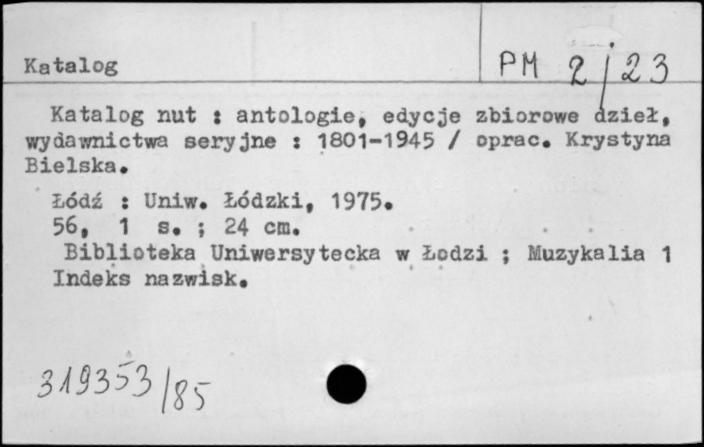 Katalog PM 2/23
Katalog nut : antologie, edycje zbiorowe dzieł,
wydawnictwa seryjne : 1801-1945 / oprac. Krystyna
Bielska.
Łódź : Uniw. Łódzki, 1975.
56, 1 s. ; 24 cm.
Biblioteka Uniwersytecka w Łodzi ; Muzykalia 1
Indeks nazwisk.
319353/85